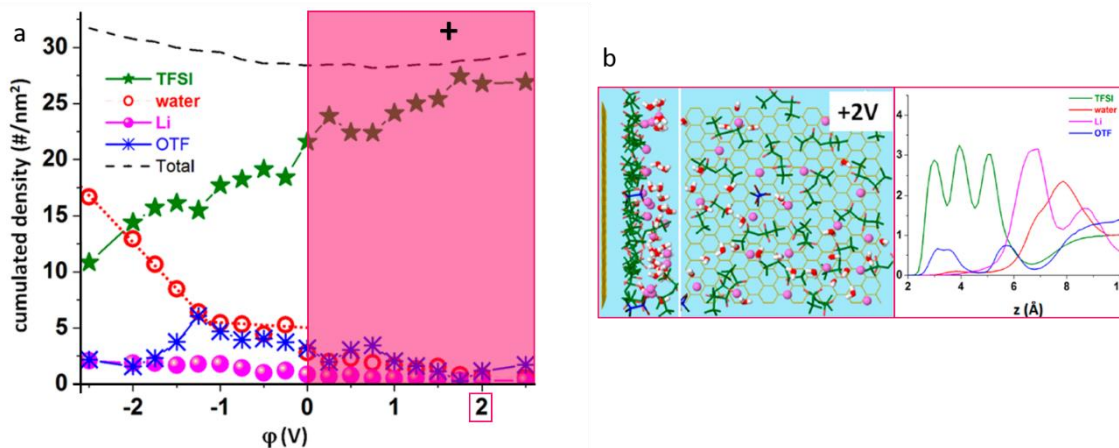 a
cumulated density (#/nm²)
30
25
20
15
10
5
0
TFSI
water
Li
OTF
Total
+
-2
-1
0
1
2
φ (V)
b
+2V
TFSI
water
Li
OTF
4
3
2
1
0
2
4
6
8
10
z (Å)